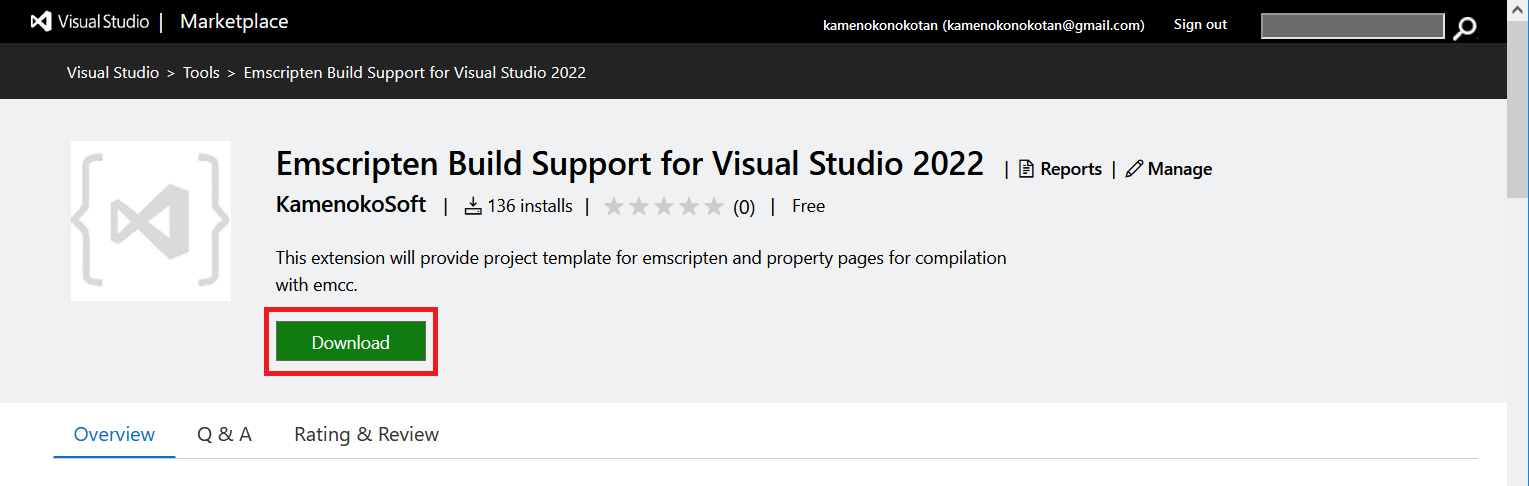 Visual Studio | Marketplace
kamenokonokotan (kamenokonokotan@gmail.com) Sign out
Visual Studio > Tools > Emscripten Build Support for Visual Studio 2022
Emscripten Build Support for Visual Studio 2022 | Reports | Manage
KamenokoSoft | 136 installs | (0) | Free
This extension will provide project template for emscripten and property pages for compilation
with emcc.
Download
Overview Q & A Rating & Review